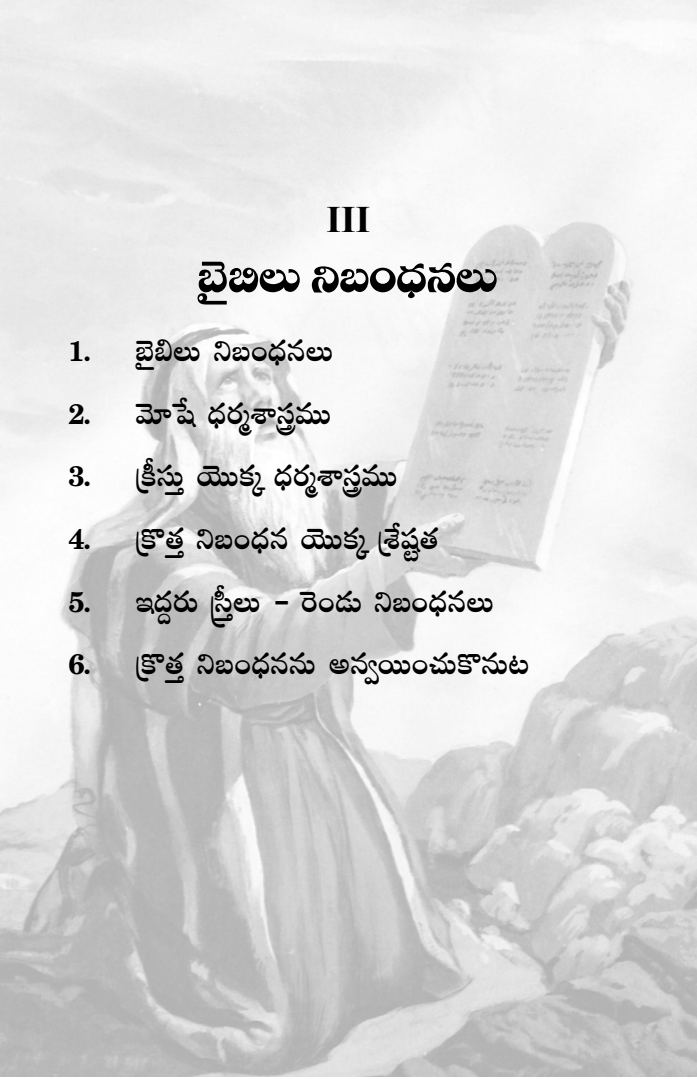 III
బైబిలు నిబంధనలు
1. బైబిలు నిబంధనలు
2. మోషే ధర్మశాస్త్రము
3. క్రీస్తు యొక్క ధర్మశాస్త్రము
4. క్రొత్త నిబంధన యొక్క శ్రేష్టత
5. ఇద్దరు స్త్రీలు - రెండు నిబంధనలు
6. క్రొత్త నిబంధనను అన్వయించుకొనుట